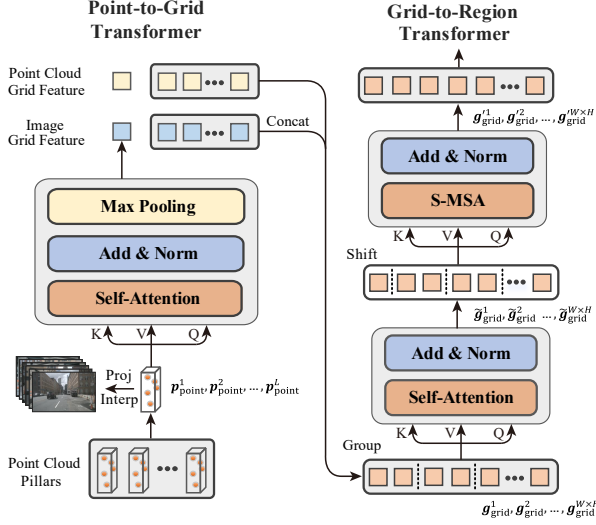 Point-to-Grid
Transformer
Point Cloud
Grid Feature
Image
Grid Feature
Concat
Max Pooling
Add & Norm
Self-Attention
K V Q
Proj
Interp
𝒑¹point, 𝒑²point, …, 𝒑ᴸpoint
Point Cloud
Pillars
Grid-to-Region
Transformer
𝒈′¹grid, 𝒈′²grid, …, 𝒈′ᵂ×ᴴgrid
Add & Norm
S-MSA
K V Q
Shift
𝒈̃¹grid, 𝒈̃²grid …, 𝒈̃ᵂ×ᴴgrid
Add & Norm
Self-Attention
K V Q
Group
𝒈¹grid, 𝒈²grid, …, 𝒈ᵂ×ᴴgrid